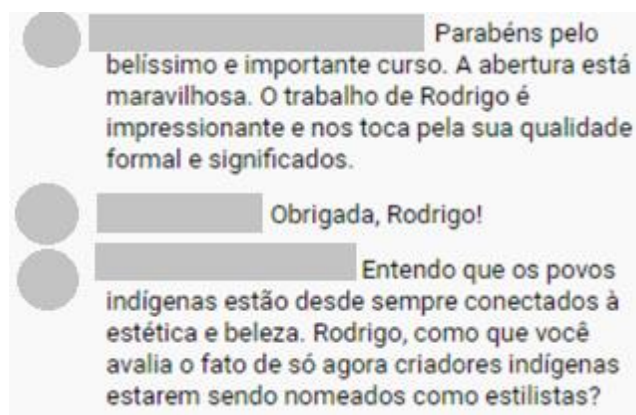 Parabéns pelo
belíssimo e importante curso. A abertura está
maravilhosa. O trabalho de Rodrigo é
impressionante e nos toca pela sua qualidade
formal e significados.
Obrigada, Rodrigo!
Entendo que os povos
indígenas estão desde sempre conectados à
estética e beleza. Rodrigo, como que você
avalia o fato de só agora criadores indígenas
estarem sendo nomeados como estilistas?